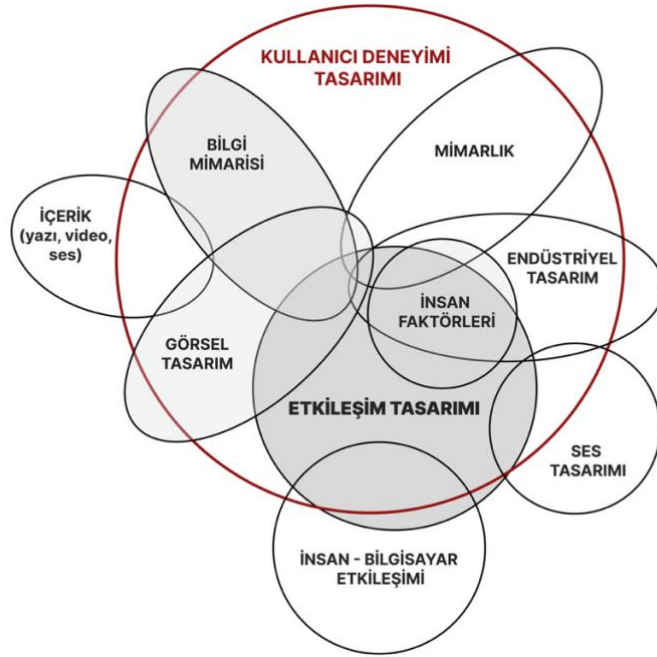 KULLANICI DENEYİMİ
TASARIMI
BİLGİ
MİMARİSİ
MİMARLIK
İÇERİK
(yazı, video,
ses)
ENDÜSTRİYEL
TASARIM
İNSAN
FAKTÖRLERİ
GÖRSEL
TASARIM
ETKİLEŞİM TASARIMI
SES
TASARIMI
İNSAN - BİLGİSAYAR
ETKİLEŞİMİ